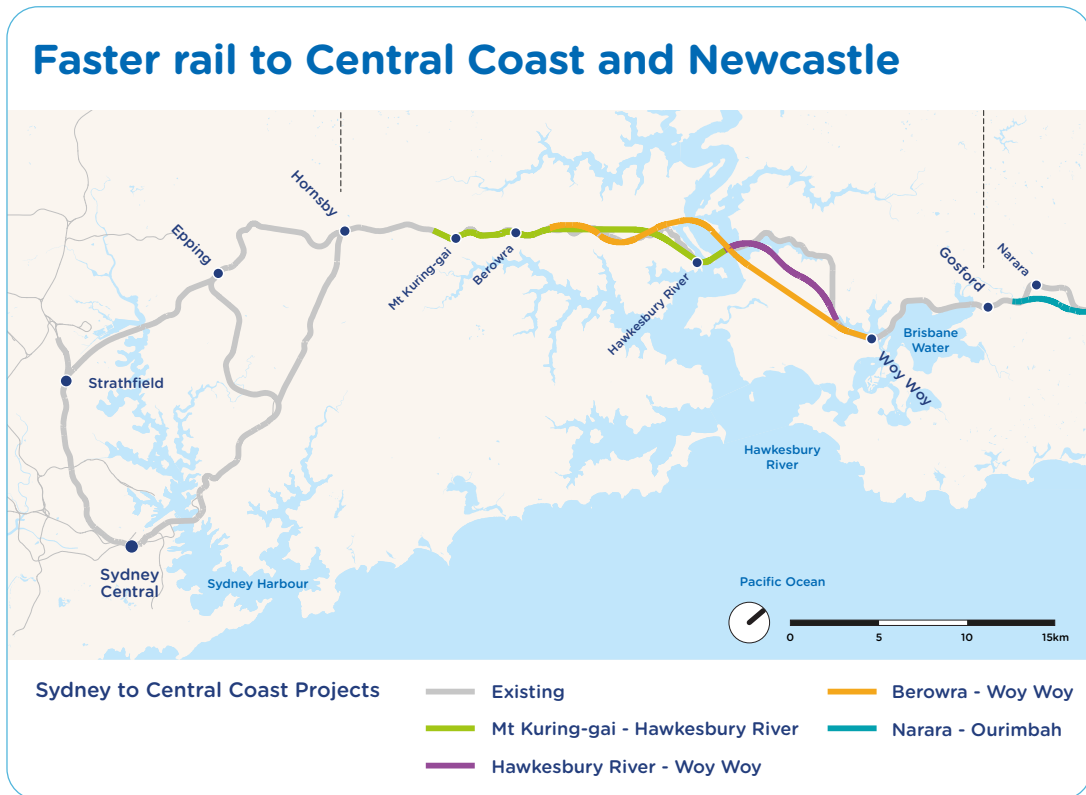 Faster rail to Central Coast and Newcastle
Hornsby
Epping
Mt Kuring-gai
Berowra
Hawkesbury River
Gosford
Narara
Brisbane
Water
Woy Woy
Strathfield
Hawkesbury
River
Sydney
Central
Sydney Harbour
Pacific Ocean
0 5 10 15km
Sydney to Central Coast Projects
Existing
Mt Kuring-gai - Hawkesbury River
Hawkesbury River - Woy Woy
Berowra - Woy Woy
Narara - Ourimbah